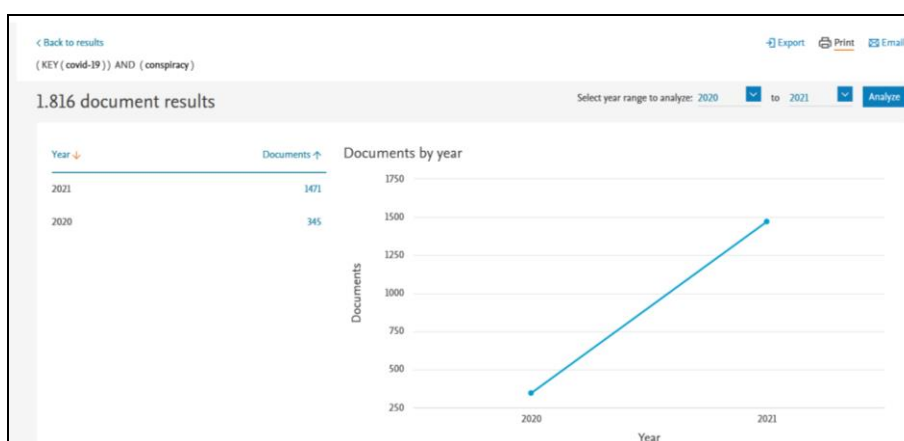 < Back to results
Export Print Email
( KEY ( covid-19 ) ) AND ( conspiracy )
1.816 document results
Select year range to analyze: 2020 to 2021 Analyze
Year Documents
2021 1471
2020 345
Documents by year
1750
1500
1250
1000
750
500
250
Documents
2020 2021
Year